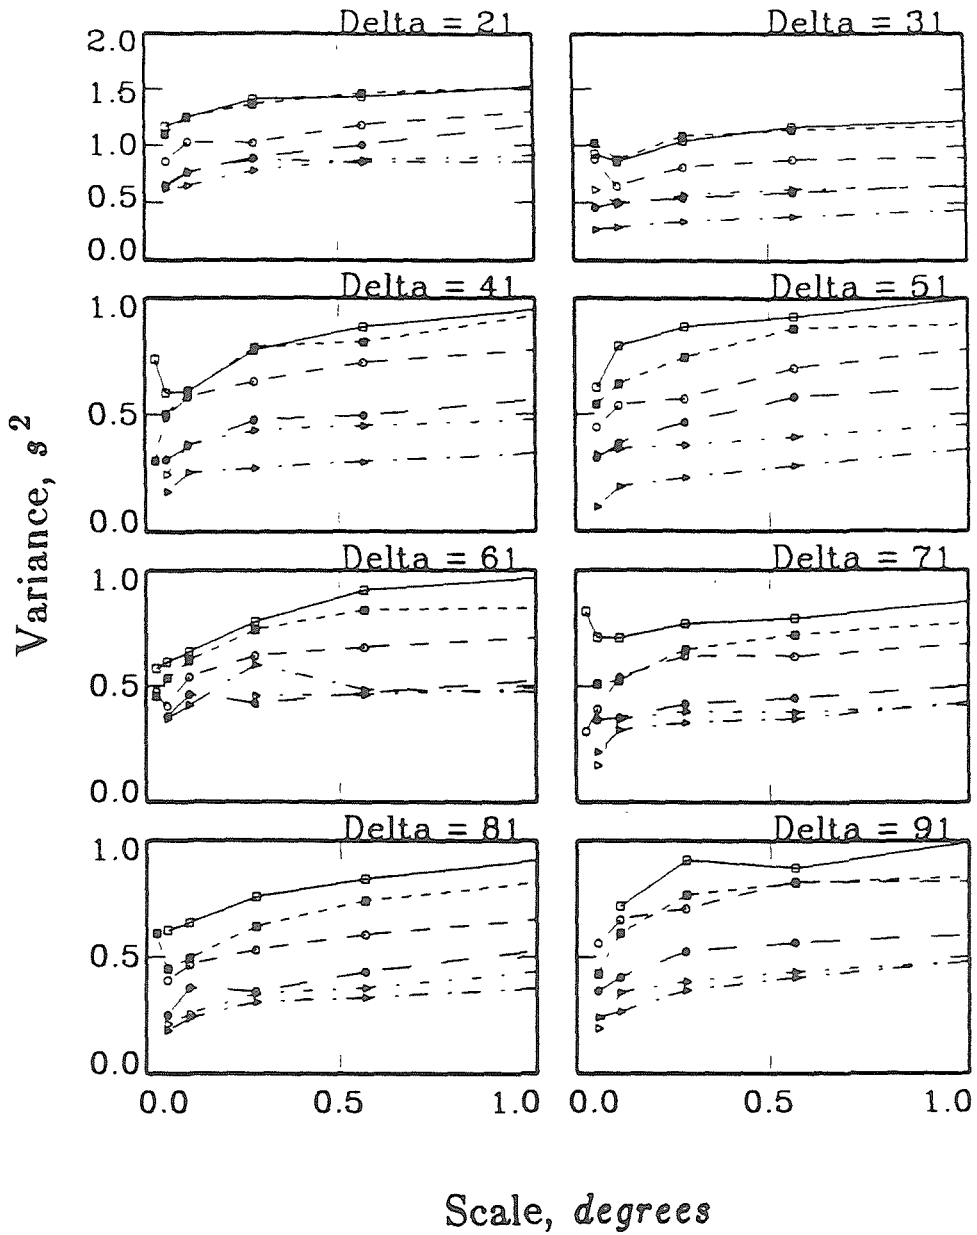 Delta = 21 Delta = 31
2.0
1.5
1.0
0.5
0.0
Delta = 41 Delta = 51
1.0
0.5
0.0
Delta = 61 Delta = 71
1.0
0.5
0.0
Delta = 81 Delta = 91
1.0
0.5
0.0
0.0 0.5 1.0 0.0 0.5 1.0
Variance, s²
Scale, degrees